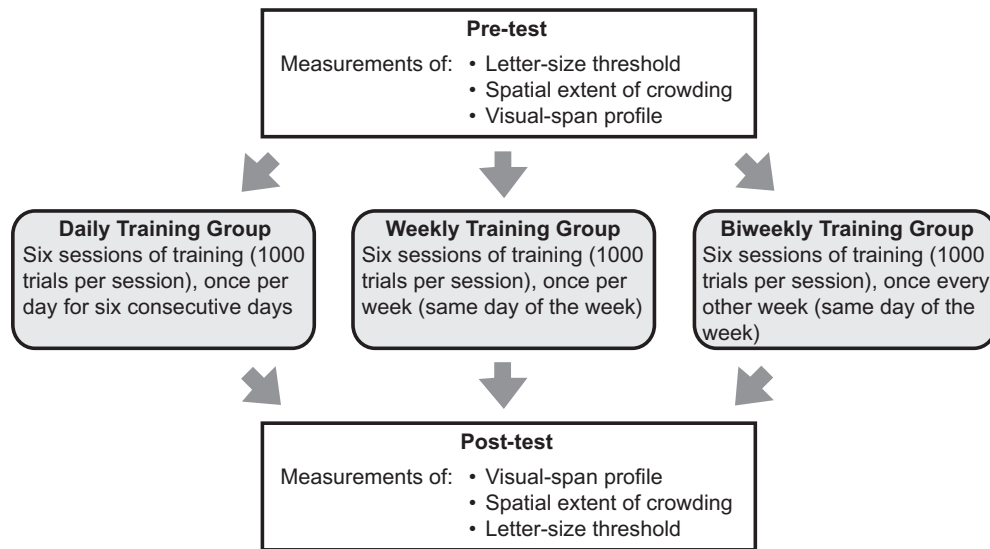 Pre-test
Measurements of: • Letter-size threshold
• Spatial extent of crowding
• Visual-span profile
Daily Training Group
Six sessions of training (1000
trials per session), once per
day for six consecutive days
Weekly Training Group
Six sessions of training (1000
trials per session), once per
week (same day of the week)
Biweekly Training Group
Six sessions of training (1000
trials per session), once every
other week (same day of the
week)
Post-test
Measurements of: • Visual-span profile
• Spatial extent of crowding
• Letter-size threshold